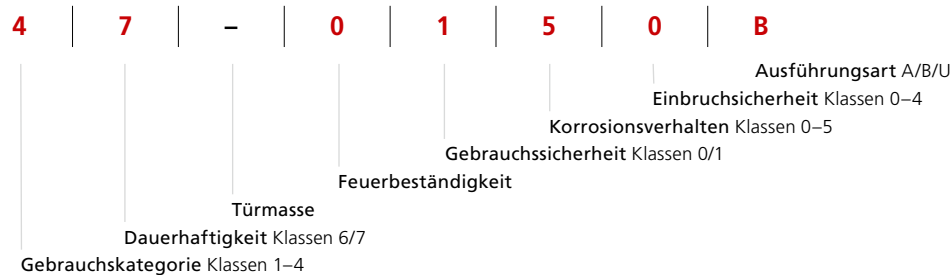 4 7 – 0 1 5 0 B
Ausführungsart A/B/U
Einbruchsicherheit Klassen 0–4
Korrosionsverhalten Klassen 0–5
Gebrauchssicherheit Klassen 0/1
Feuerbeständigkeit
Türmasse
Dauerhaftigkeit Klassen 6/7
Gebrauchskategorie Klassen 1–4